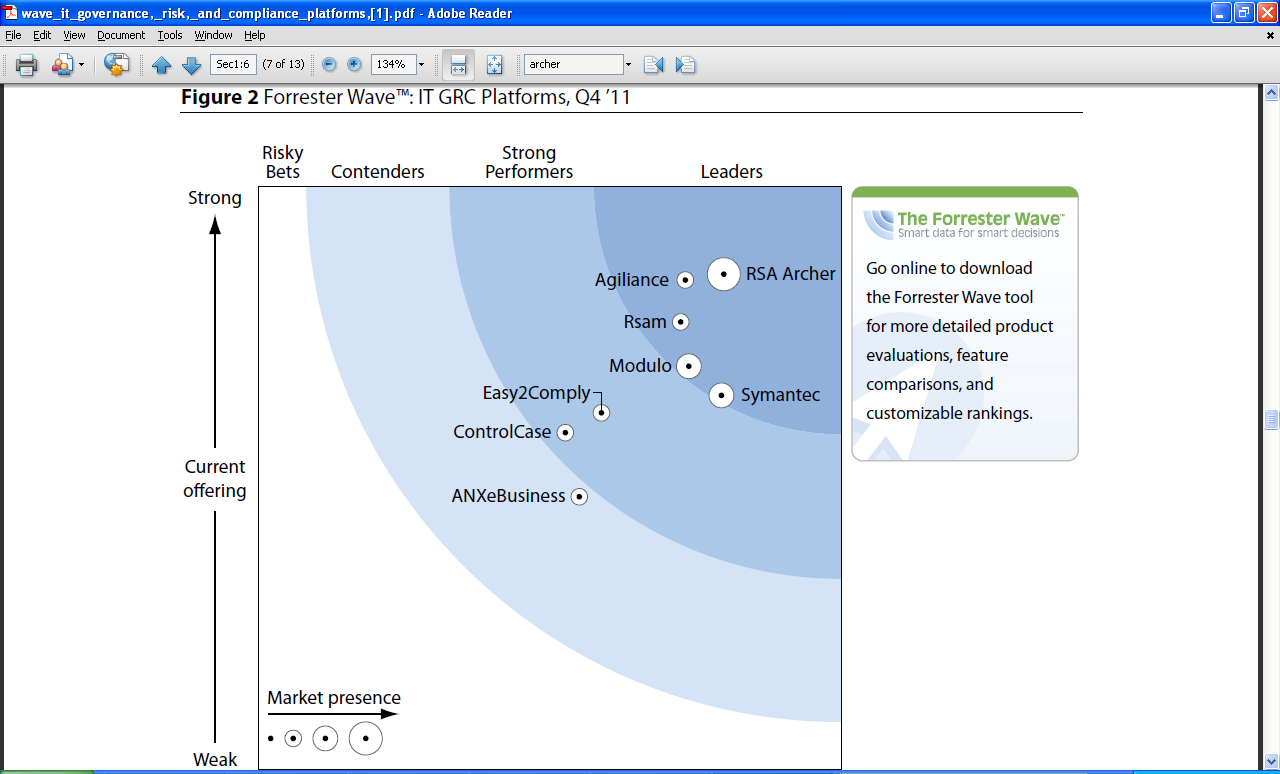 wave_it_governance,_risk,_and_compliance_platforms,[1].pdf - Adobe Reader
File Edit View Document Tools Window Help
Sec1:6 (7 of 13) 134% archer
Figure 2 Forrester Wave™: IT GRC Platforms, Q4 ’11
Risky
Bets
Contenders
Strong
Performers
Leaders
Strong
Current
offering
Weak
Agiliance
RSA Archer
Rsam
Modulo
Easy2Comply
Symantec
ControlCase
ANXeBusiness
Market presence
The Forrester Wave™
Smart data for smart decisions
Go online to download
the Forrester Wave tool
for more detailed product
evaluations, feature
comparisons, and
customizable rankings.